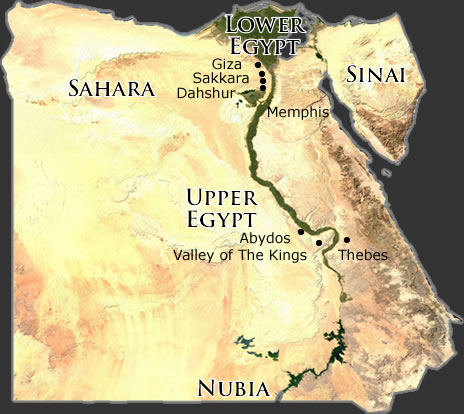 LOWER
EGYPT
Giza
Sakkara
Dahshur
SAHARA
SINAI
Memphis
UPPER
EGYPT
Abydos
Valley of The Kings
Thebes
NUBIA